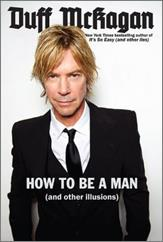 Duff McKagan
New York Times bestselling author of
It's So Easy (and other lies)
HOW TO BE A MAN
(and other illusions)